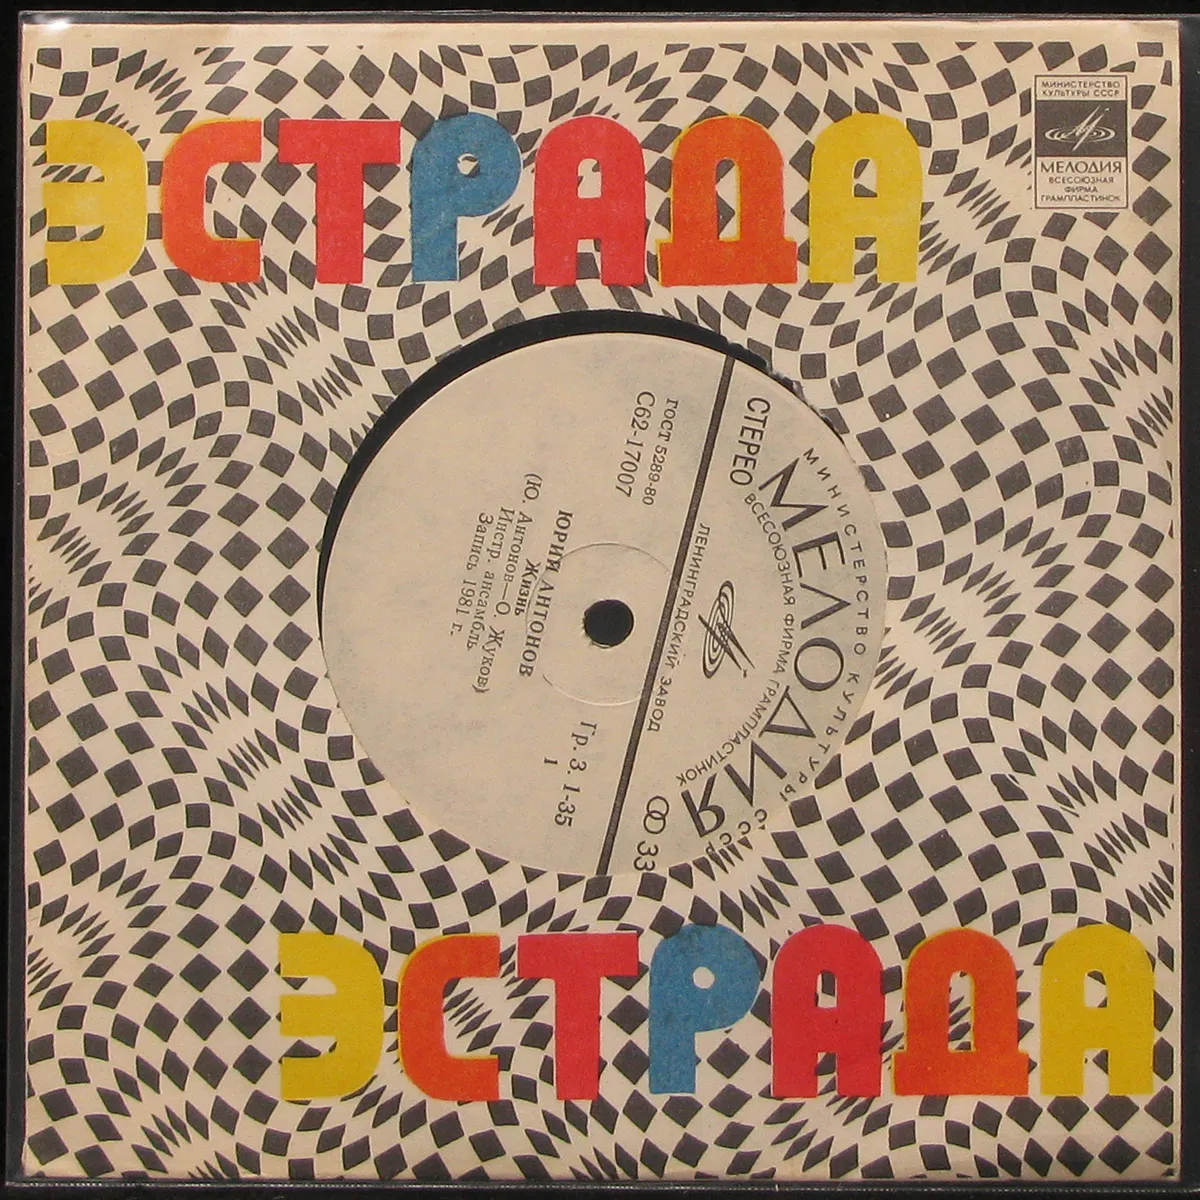 ЭСТРАДА
МИНИСТЕРСТВО
КУЛЬТУРЫ СССР
МЕЛОДИЯ
ВСЕСОЮЗНАЯ
ФИРМА
ГРАМПЛАСТИНОК
МИНИСТЕРСТВО КУЛЬТУРЫ СССР
МЕЛОДИЯ
ВСЕСОЮЗНАЯ ФИРМА ГРАМПЛАСТИНОК
СТЕРЕО
33
ЛЕНИНГРАДСКИЙ ЗАВОД
ГОСТ 5289-80
С62-17007
Гр. 3. 1-35
1
ЮРИЙ АНТОНОВ
Жизнь
(Ю. Антонов—О Жуков)
Инстр. ансамбль
Запись 1981 г.
ЭСТРАДА